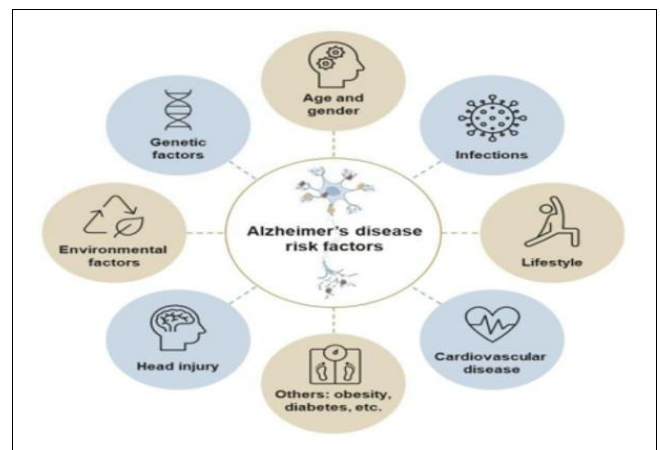 Age and
gender
Genetic
factors
Infections
Alzheimer's disease
risk factors
Environmental
factors
Lifestyle
Head injury
Cardiovascular
disease
Others: obesity,
diabetes, etc.